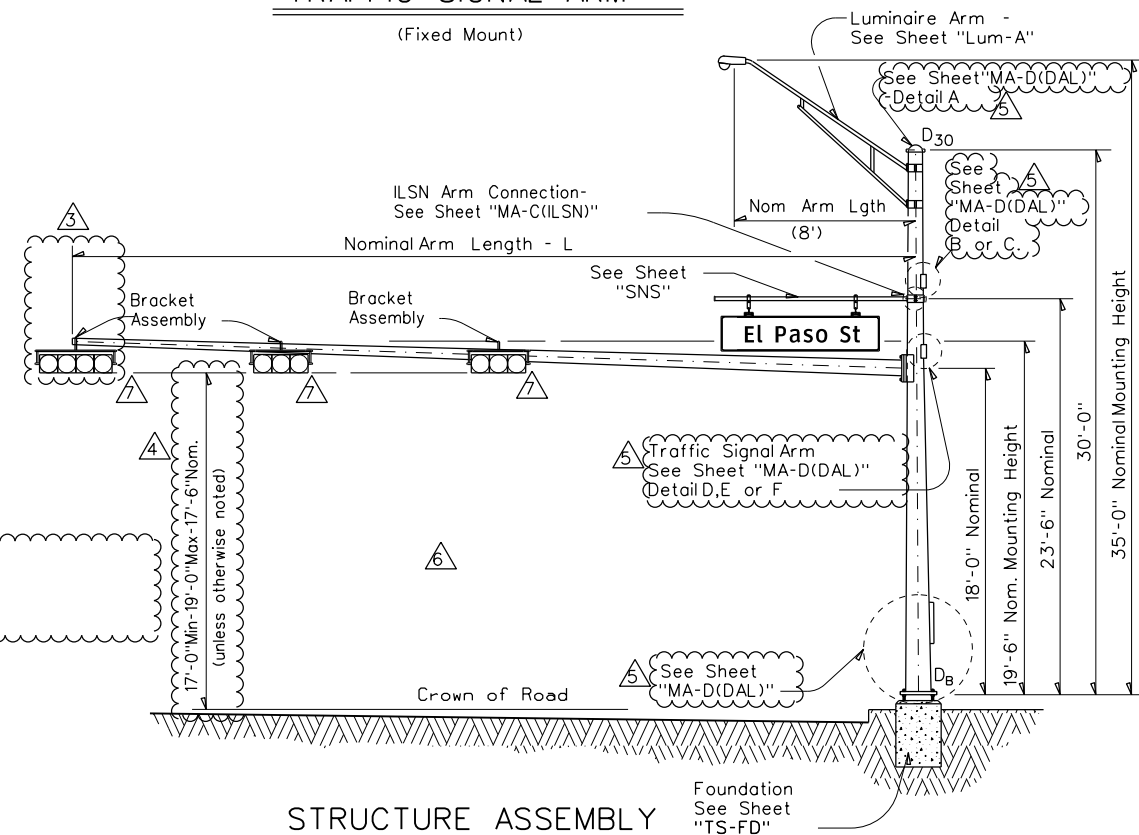 TRAFFIC SIGNAL ARM
(Fixed Mount)
Luminaire Arm -
See Sheet "Lum-A"
See Sheet "MA-D(DAL)"
-Detail A
5
D30
See
Sheet
"MA-D(DAL)"
Detail
B or C.
5
ILSN Arm Connection-
See Sheet "MA-C(ILSN)"
Nom Arm Lgth
(8')
3
Nominal Arm Length - L
See Sheet
"SNS"
Bracket
Assembly
Bracket
Assembly
El Paso St
7
7
7
4
17'-0"Min-19'-0"Max-17'-6"Nom.
(unless otherwise noted)
5
Traffic Signal Arm
See Sheet "MA-D(DAL)"
Detail D,E or F
6
18'-0" Nominal
19'-6" Nom. Mounting Height
23'-6" Nominal
30'-0"
35'-0" Nominal Mounting Height
5
See Sheet
"MA-D(DAL)"
DB
Crown of Road
STRUCTURE ASSEMBLY
Foundation
See Sheet
"TS-FD"